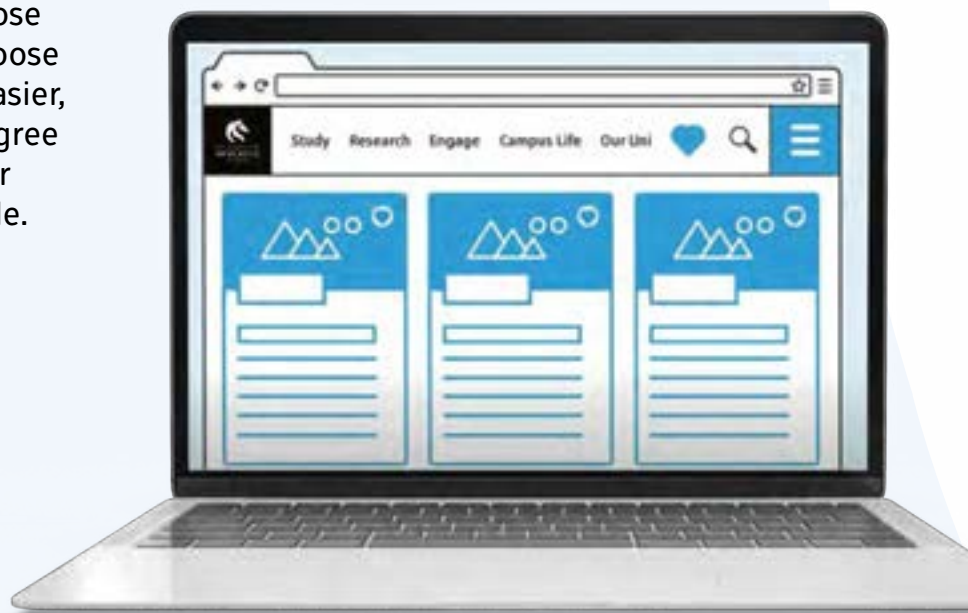 ose
oose
asier,
gree
r
le.
Study Research Engage Campus Life Our Uni